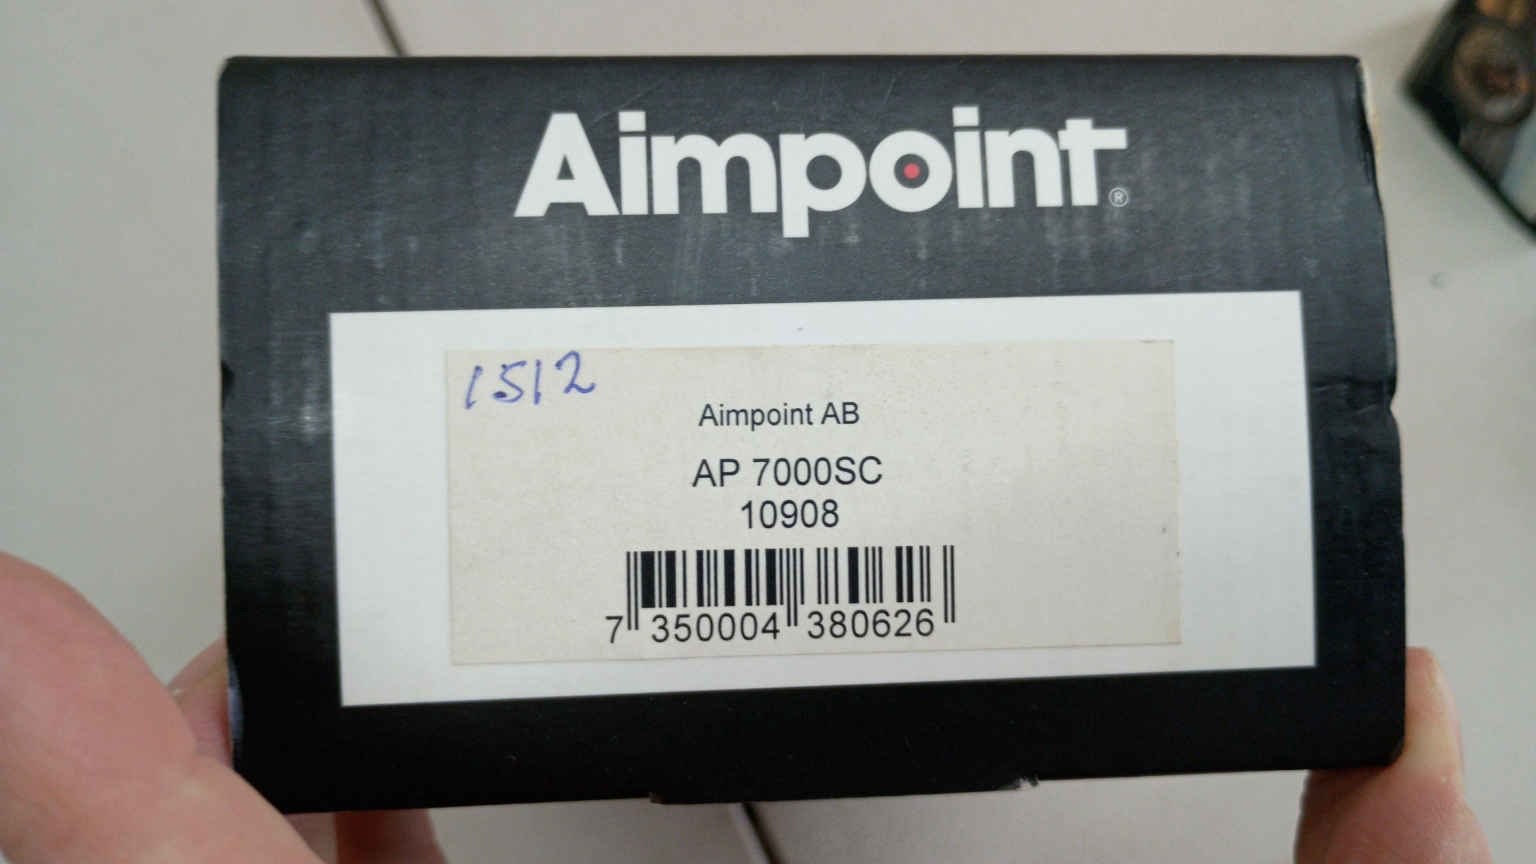 Aimpoint®
1512
Aimpoint AB
AP 7000SC
10908
7 350004 380626